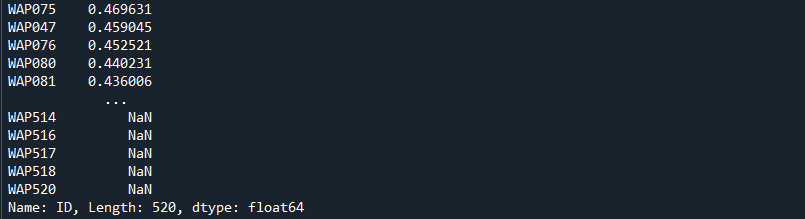 WAP075    0.469631
WAP047    0.459045
WAP076    0.452521
WAP080    0.440231
WAP081    0.436006
            ...
WAP514         NaN
WAP516         NaN
WAP517         NaN
WAP518         NaN
WAP520         NaN
Name: ID, Length: 520, dtype: float64